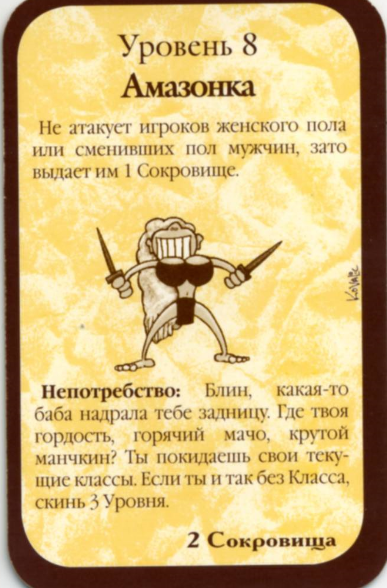 Уровень 8
Амазонка
Не атакует игроков женского пола
или сменивших пол мужчин, зато
выдает им 1 Сокровище.
Kovalic
Непотребство: Блин, какая-то
баба надрала тебе задницу. Где твоя
гордость, горячий мачо, крутой
манчкин? Ты покидаешь свои теку-
щие классы. Если ты и так без Класса,
скинь 3 Уровня.
2 Сокровища